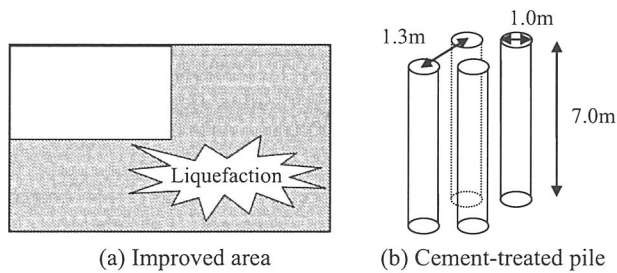 1.0m
1.3m
7.0m
Liquefaction
(a) Improved area
(b) Cement-treated pile